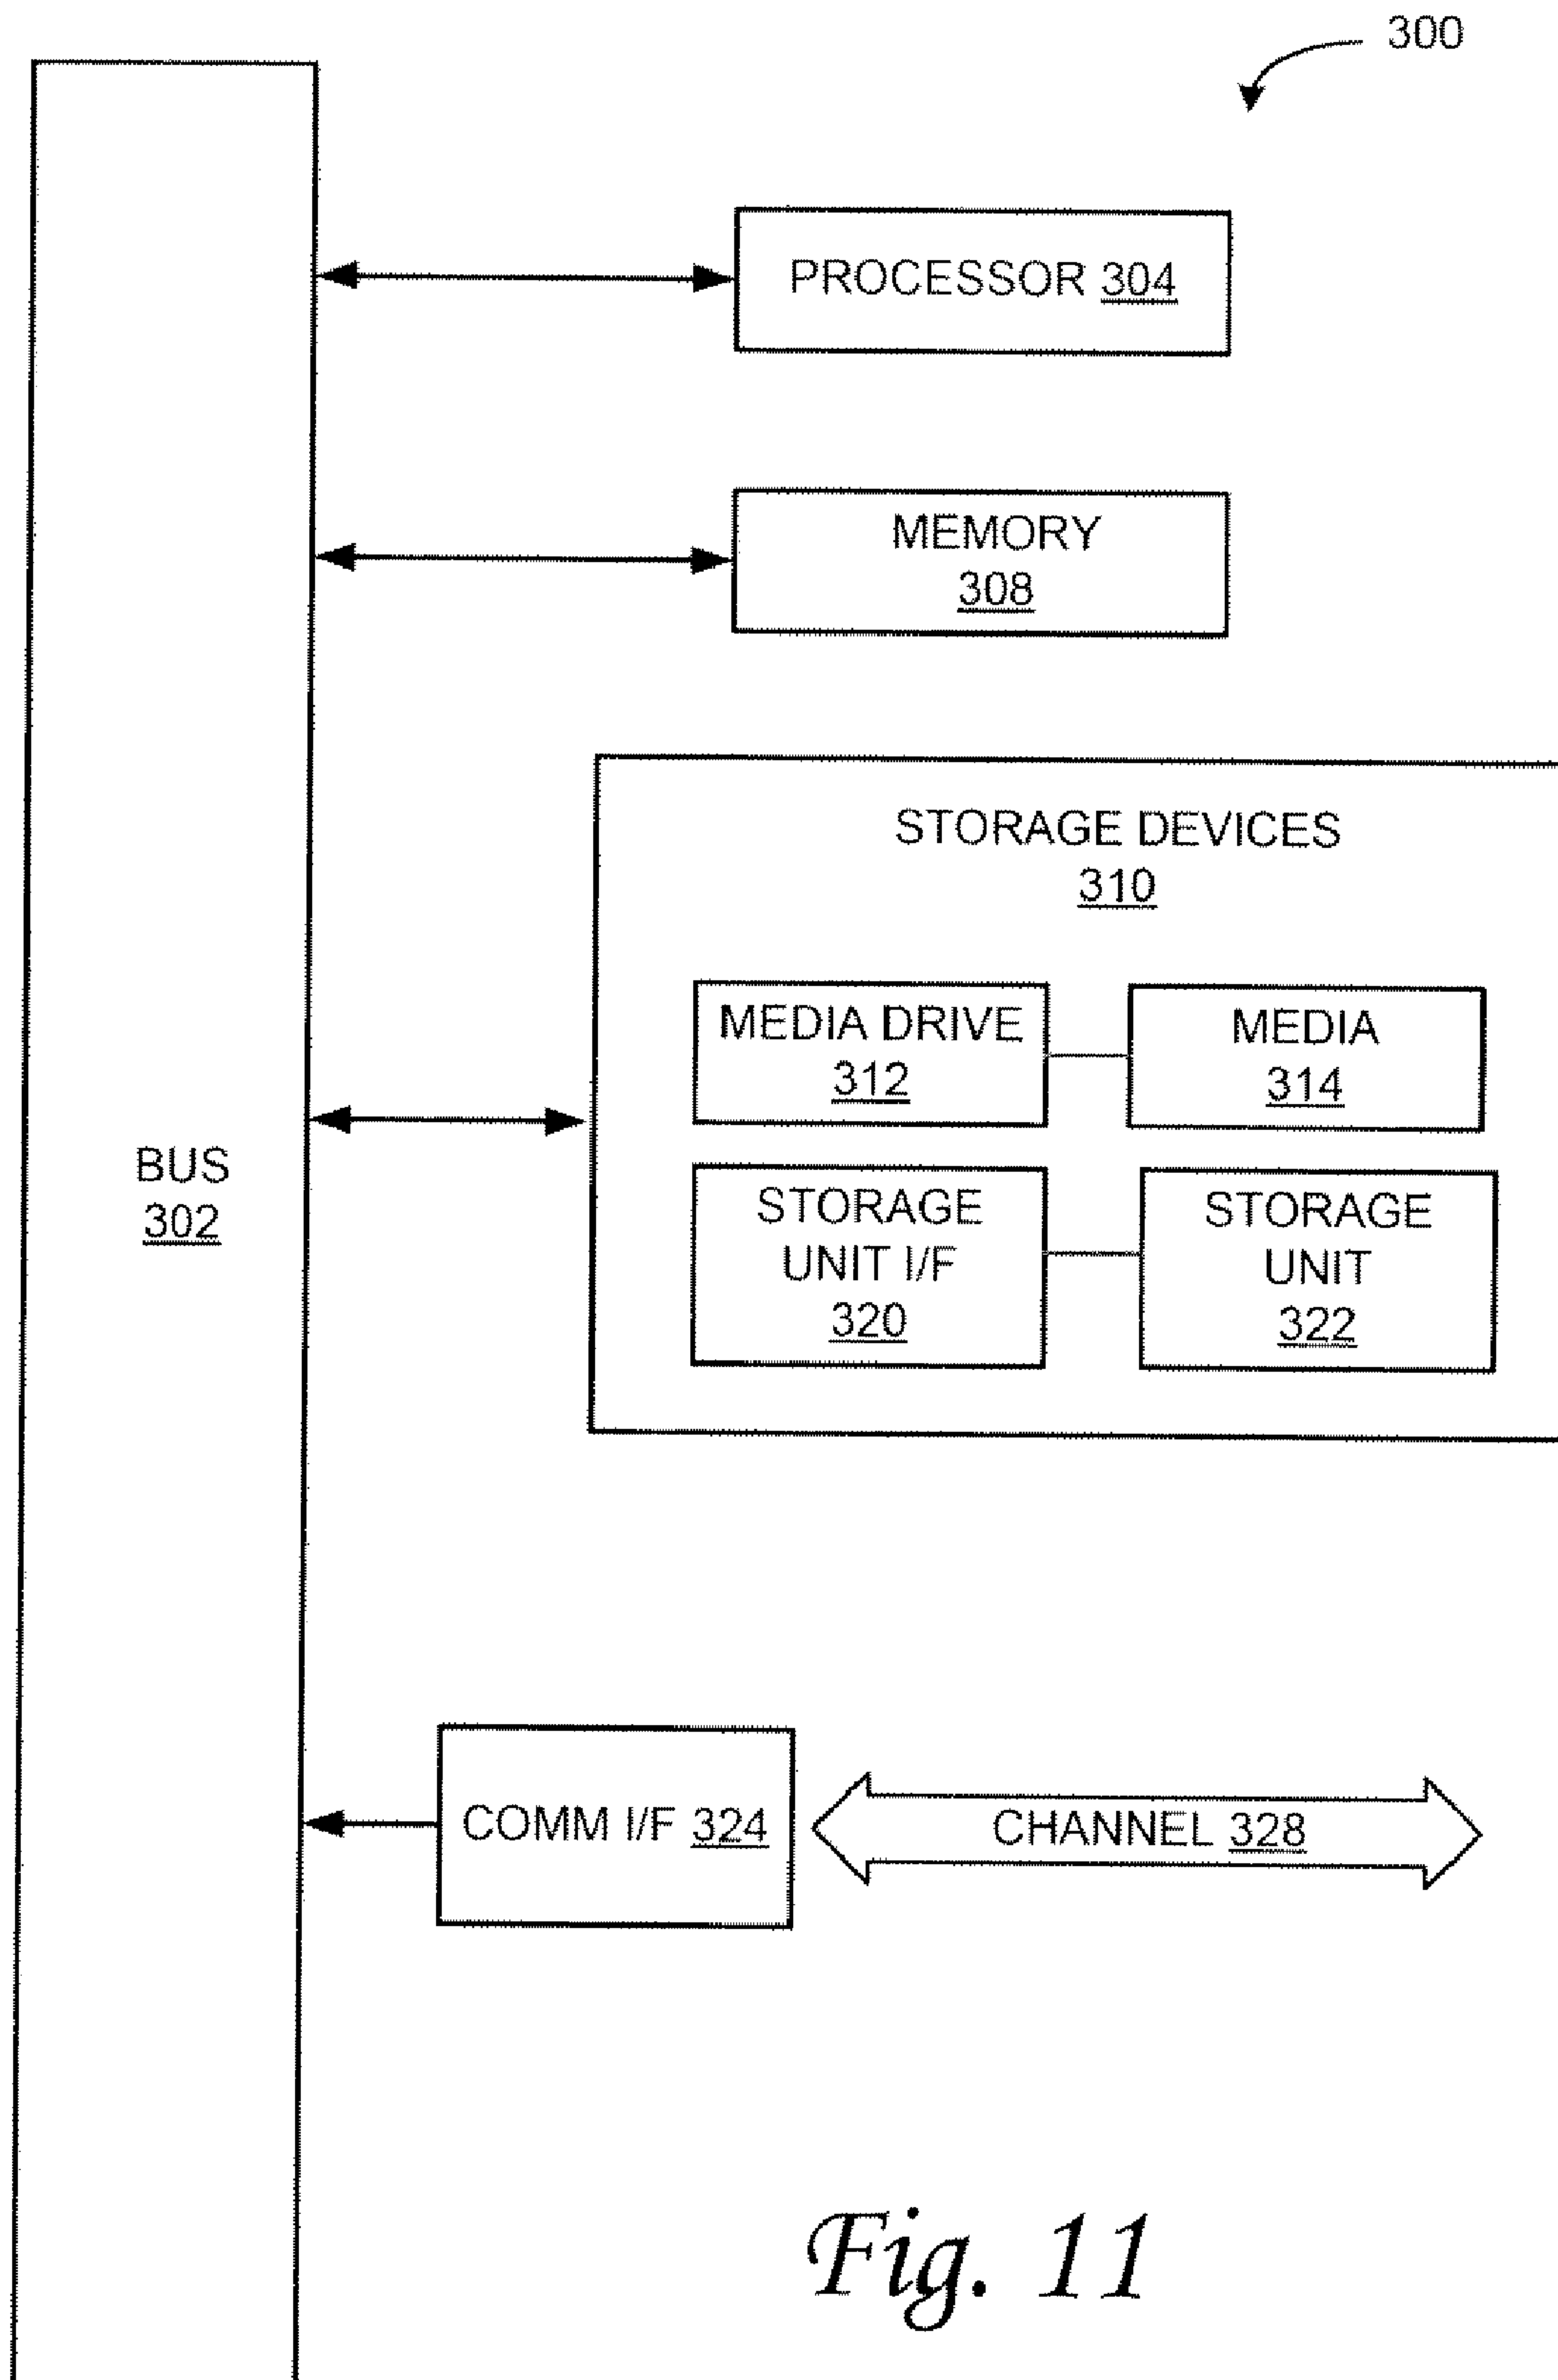 300
PROCESSOR 304
MEMORY
308
STORAGE DEVICES
310
MEDIA DRIVE
312
MEDIA
314
BUS
302
STORAGE
UNIT I/F
320
STORAGE
UNIT
322
COMM I/F 324
CHANNEL 328
Fig. 11